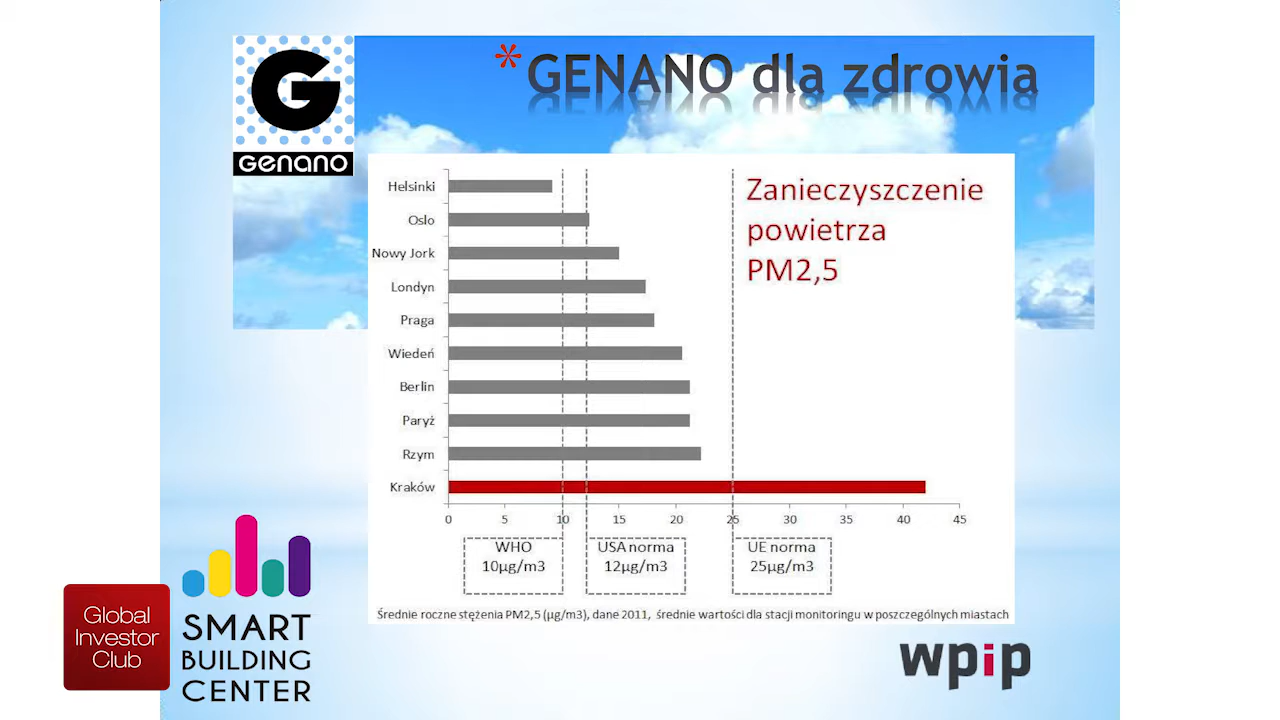 *GENANO dla zdrowia
G
Genano
Zanieczyszczenie
powietrza
PM2,5
Helsinki
Oslo
Nowy Jork
Londyn
Praga
Wiedeń
Berlin
Paryż
Rzym
Kraków
0 5 10 15 20 25 30 35 40 45
WHO
10µg/m3
USA norma
12µg/m3
UE norma
25µg/m3
Średnie roczne stężenia PM2,5 (µg/m3), dane 2011, średnie wartości dla stacji monitoringu w poszczególnych miastach
Global
Investor
Club
SMART
BUILDING
CENTER
wpip